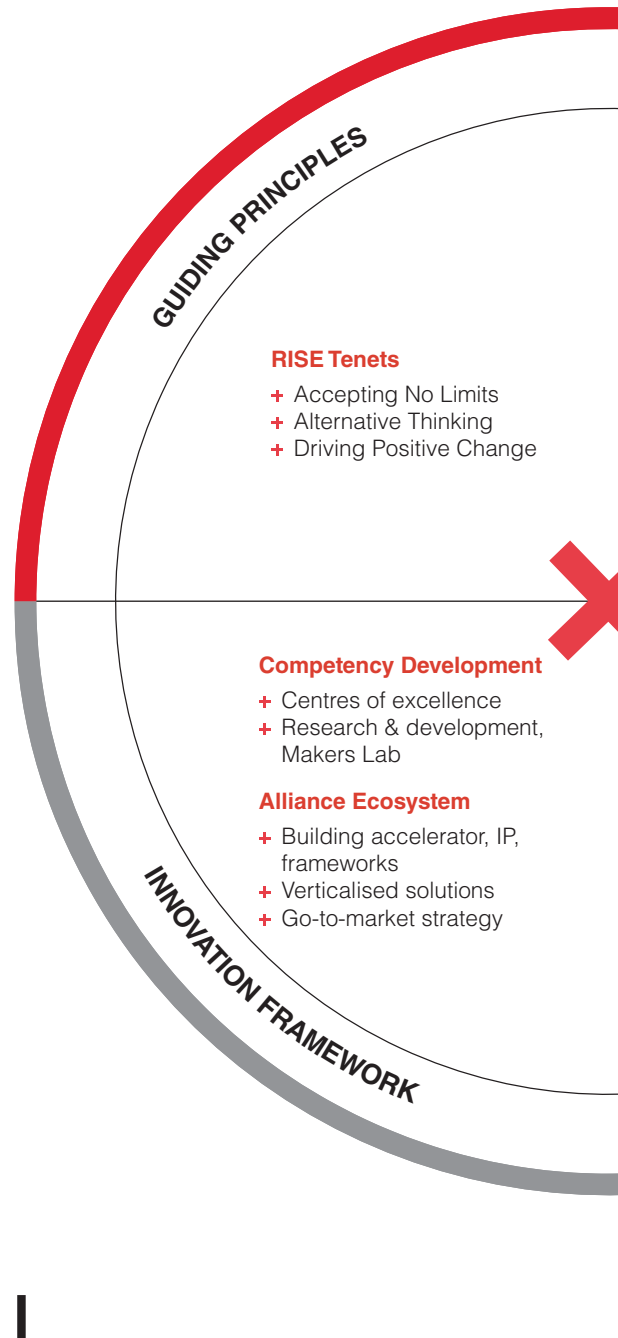 GUIDING PRINCIPLES
RISE Tenets
+ Accepting No Limits
+ Alternative Thinking
+ Driving Positive Change
Competency Development
+ Centres of excellence
+ Research & development,
Makers Lab
Alliance Ecosystem
+ Building accelerator, IP,
frameworks
+ Verticalised solutions
+ Go-to-market strategy
INNOVATION FRAMEWORK